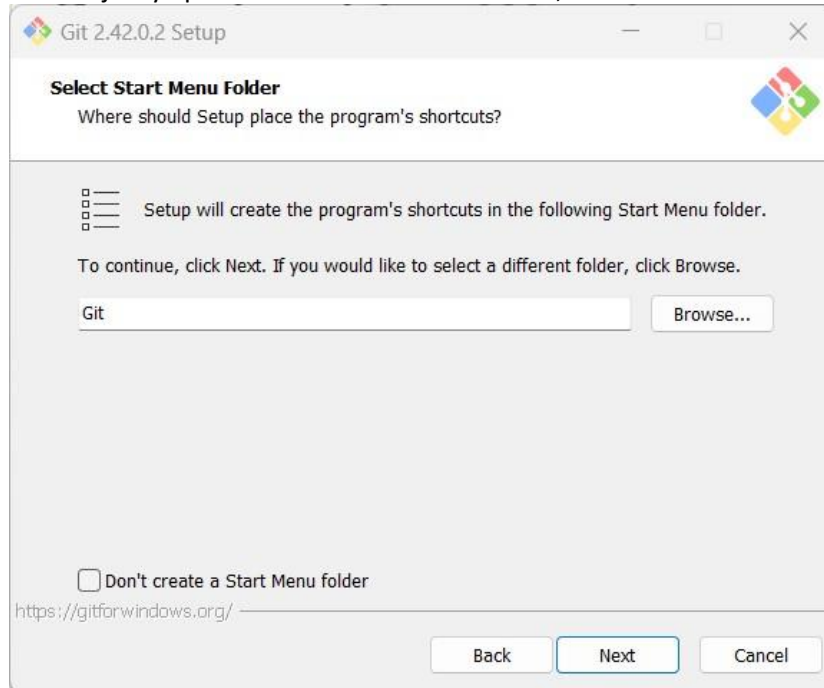 Git 2.42.0.2 Setup
Select Start Menu Folder
Where should Setup place the program's shortcuts?
Setup will create the program's shortcuts in the following Start Menu folder.
To continue, click Next. If you would like to select a different folder, click Browse.
Git
Browse...
Don't create a Start Menu folder
https://gitforwindows.org/
Back
Next
Cancel